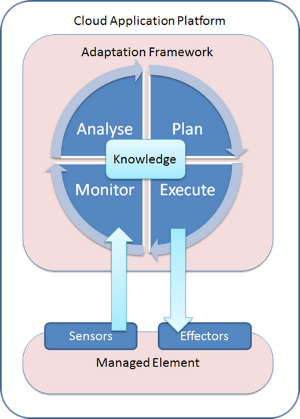 Cloud Application Platform
Adaptation Framework
Analyse Plan
Knowledge
Monitor Execute
Sensors Effectors
Managed Element